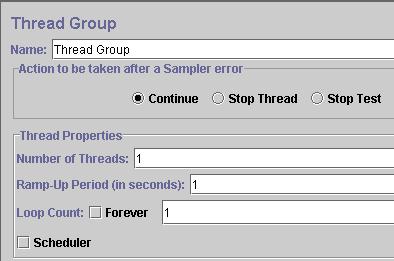 Thread Group
Name: Thread Group
Action to be taken after a Sampler error
Continue Stop Thread Stop Test
Thread Properties
Number of Threads: 1
Ramp-Up Period (in seconds): 1
Loop Count: Forever 1
Scheduler